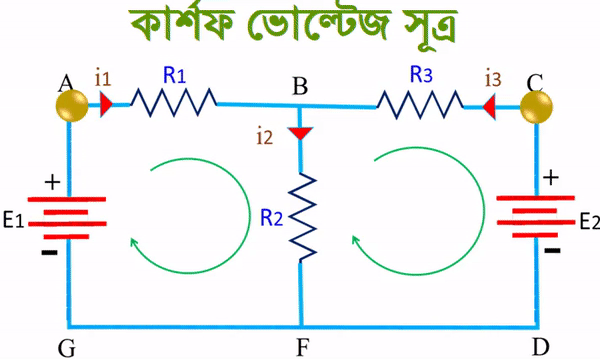 কার্শফ ভোল্টেজ সূত্র
A i1 R1 B R3 i3 C
i2
+ +
E1 R2 E2
- -
G F D